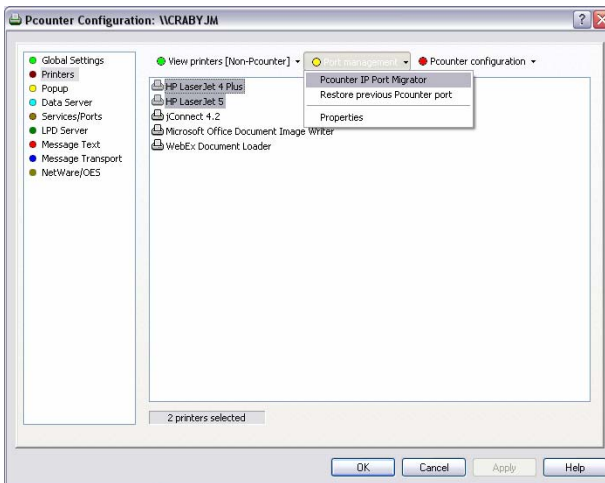 Pcounter Configuration: \\CRABYJM
Global Settings
Printers
Popup
Data Server
Services/Ports
LPD Server
Message Text
Message Transport
NetWare/OES
View printers [Non-Pcounter]
Port management
Pcounter configuration
Pcounter IP Port Migrator
Restore previous Pcounter port
Properties
HP LaserJet 4 Plus
HP LaserJet 5
jConnect 4.2
Microsoft Office Document Image Writer
WebEx Document Loader
2 printers selected
OK
Cancel
Apply
Help